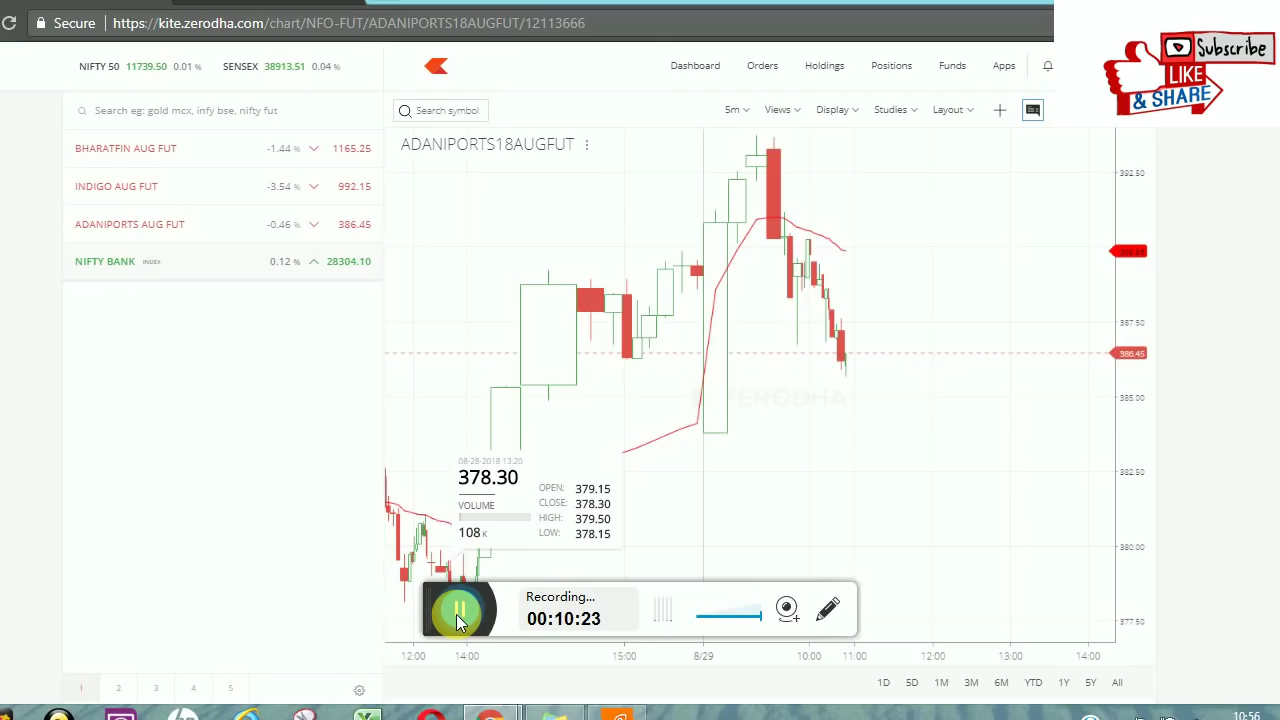 Secure https://kite.zerodha.com/chart/NFO-FUT/ADANIPORTS18AUGFUT/12113666
Subscribe
LIKE
& SHARE
NIFTY 50 11739.50 0.01 % SENSEX 38913.51 0.04 %
Dashboard Orders Holdings Positions Funds Apps
Search eg: gold mcx, infy bse, nifty fut
Search symbol
5m Views Display Studies Layout
ADANIPORTS18AUGFUT
BHARATFIN AUG FUT -1.44 % 1165.25
INDIGO AUG FUT -3.54 % 992.15
ADANIPORTS AUG FUT -0.46 % 386.45
NIFTY BANK INDEX 0.12 % 28304.10
392.50
387.50
386.45
385.00
382.50
380.00
377.50
ZERODHA
08-28-2018 13:20
378.30
VOLUME
108 K
OPEN: 379.15
CLOSE: 378.30
HIGH: 379.50
LOW: 378.15
Recording...
00:10:23
12:00 14:00 15:00 8/29 10:00 11:00 12:00 13:00 14:00
1D 5D 1M 3M 6M YTD 1Y 5Y All
1 2 3 4 5
10:56